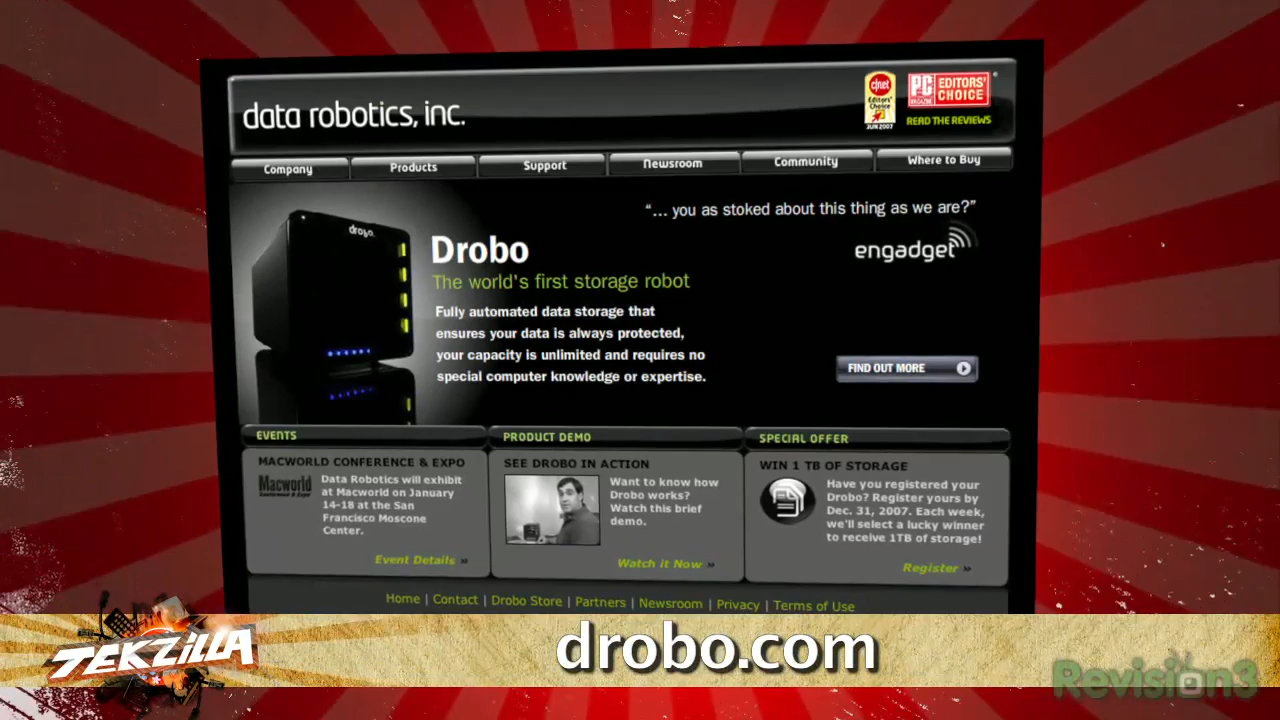 data robotics, inc.
cnet
Editors'
Choice
JUN 2007
PC
MAGAZINE
EDITORS'
CHOICE
READ THE REVIEWS
Company
Products
Support
Newsroom
Community
Where to Buy
drobo
"... you as stoked about this thing as we are?"
engadget
Drobo
The world's first storage robot
Fully automated data storage that
ensures your data is always protected,
your capacity is unlimited and requires no
special computer knowledge or expertise.
FIND OUT MORE
EVENTS
MACWORLD CONFERENCE & EXPO
Macworld
Conference & Expo
Data Robotics will exhibit
at Macworld on January
14-18 at the San
Francisco Moscone
Center.
Event Details »
PRODUCT DEMO
SEE DROBO IN ACTION
Want to know how
Drobo works?
Watch this brief
demo.
Watch it Now »
SPECIAL OFFER
WIN 1 TB OF STORAGE
Have you registered your
Drobo? Register yours by
Dec. 31, 2007. Each week,
we'll select a lucky winner
to receive 1TB of storage!
Register »
Home | Contact | Drobo Store | Partners | Newsroom | Privacy | Terms of Use
TEKZILLA
drobo.com
Revision3